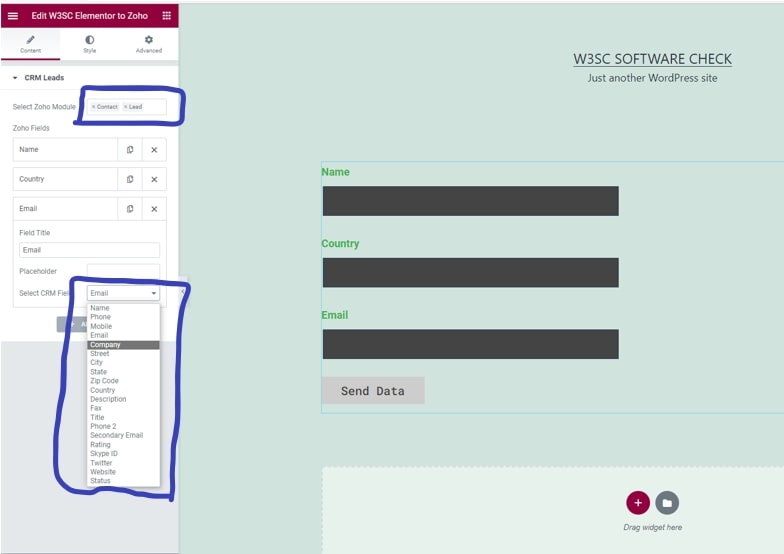 Edit W3SC Elementor to Zoho
Content
Style
Advanced
CRM Leads
Select Zoho Module
× Contact × Lead
Zoho Fields
Name
Country
Email
Field Title
Email
Placeholder
Select CRM Field
Email
Name
Phone
Mobile
Email
Company
Street
City
State
Zip Code
Country
Description
Fax
Title
Phone 2
Secondary Email
Rating
Skype ID
Twitter
Website
Status
W3SC SOFTWARE CHECK
Just another WordPress site
Name
Country
Email
Send Data
Drag widget here